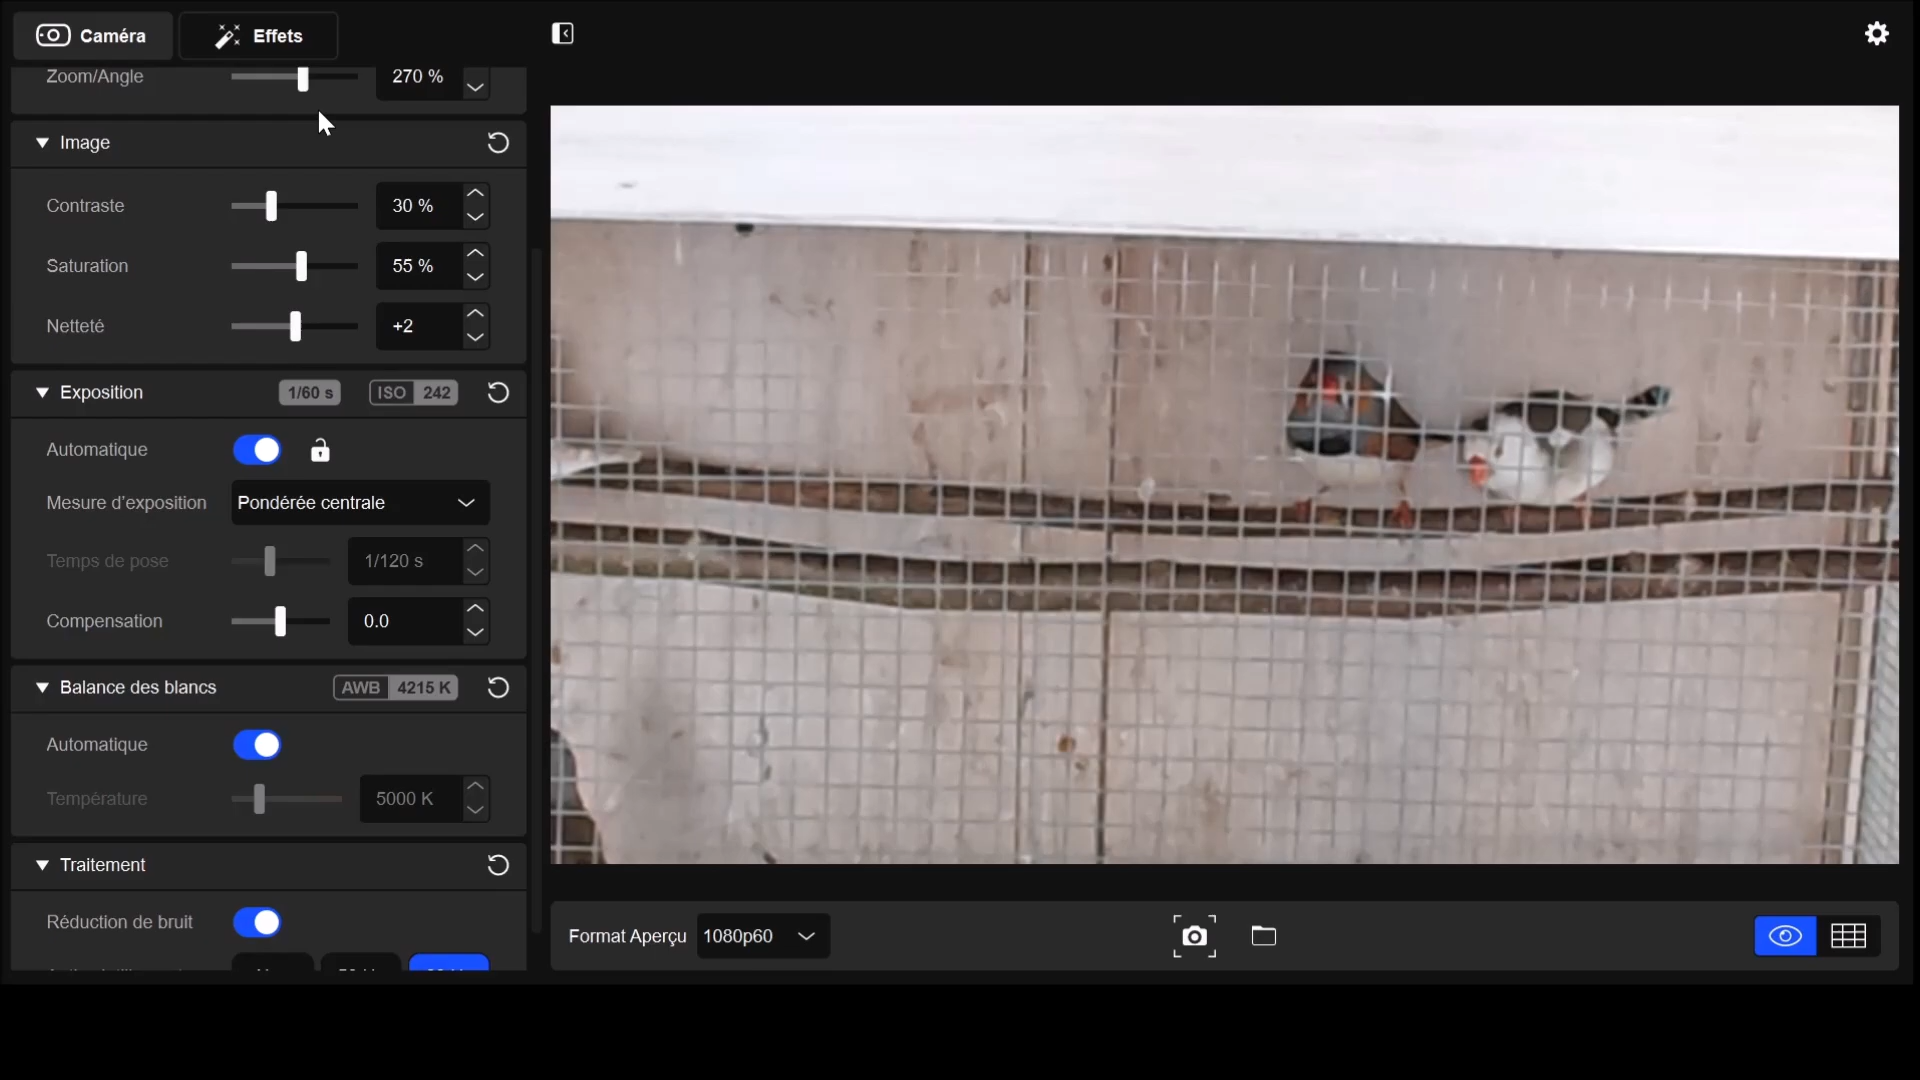 Caméra
Effets
Zoom/Angle
270 %
Image
Contraste
30 %
Saturation
55 %
Netteté
+2
Exposition
1/60 s
ISO 242
Automatique
Mesure d'exposition
Pondérée centrale
Temps de pose
1/120 s
Compensation
0.0
Balance des blancs
AWB 4215 K
Automatique
Température
5000 K
Traitement
Réduction de bruit
Format Aperçu
1080p60